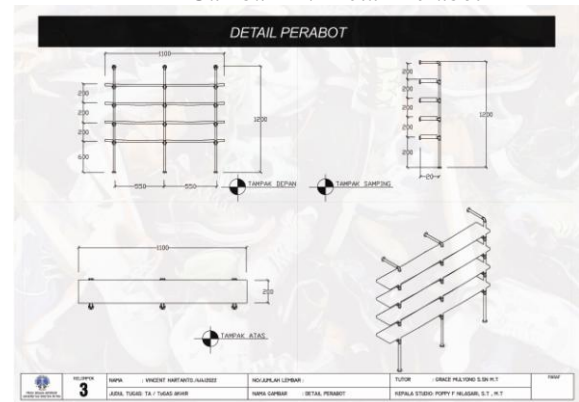 DETAIL PERABOT
1100
200
200
200
600
1200
550
550
TAMPAK DEPAN
200
200
200
200
200
1200
20
TAMPAK SAMPING
1100
200
TAMPAK ATAS
KELOMPOK
3
NAMA : VINCENT HARTANTO
JUDUL TUGAS: TA / TUGAS AKHIR
NO/JUMLAH LEMBAR :
NAMA GAMBAR : DETAIL PERABOT
TUTOR : GRACE MULYONO S.SN M.T
KEPALA STUDIO: POPPY F NILASARI, S.T , M.T
PARAF